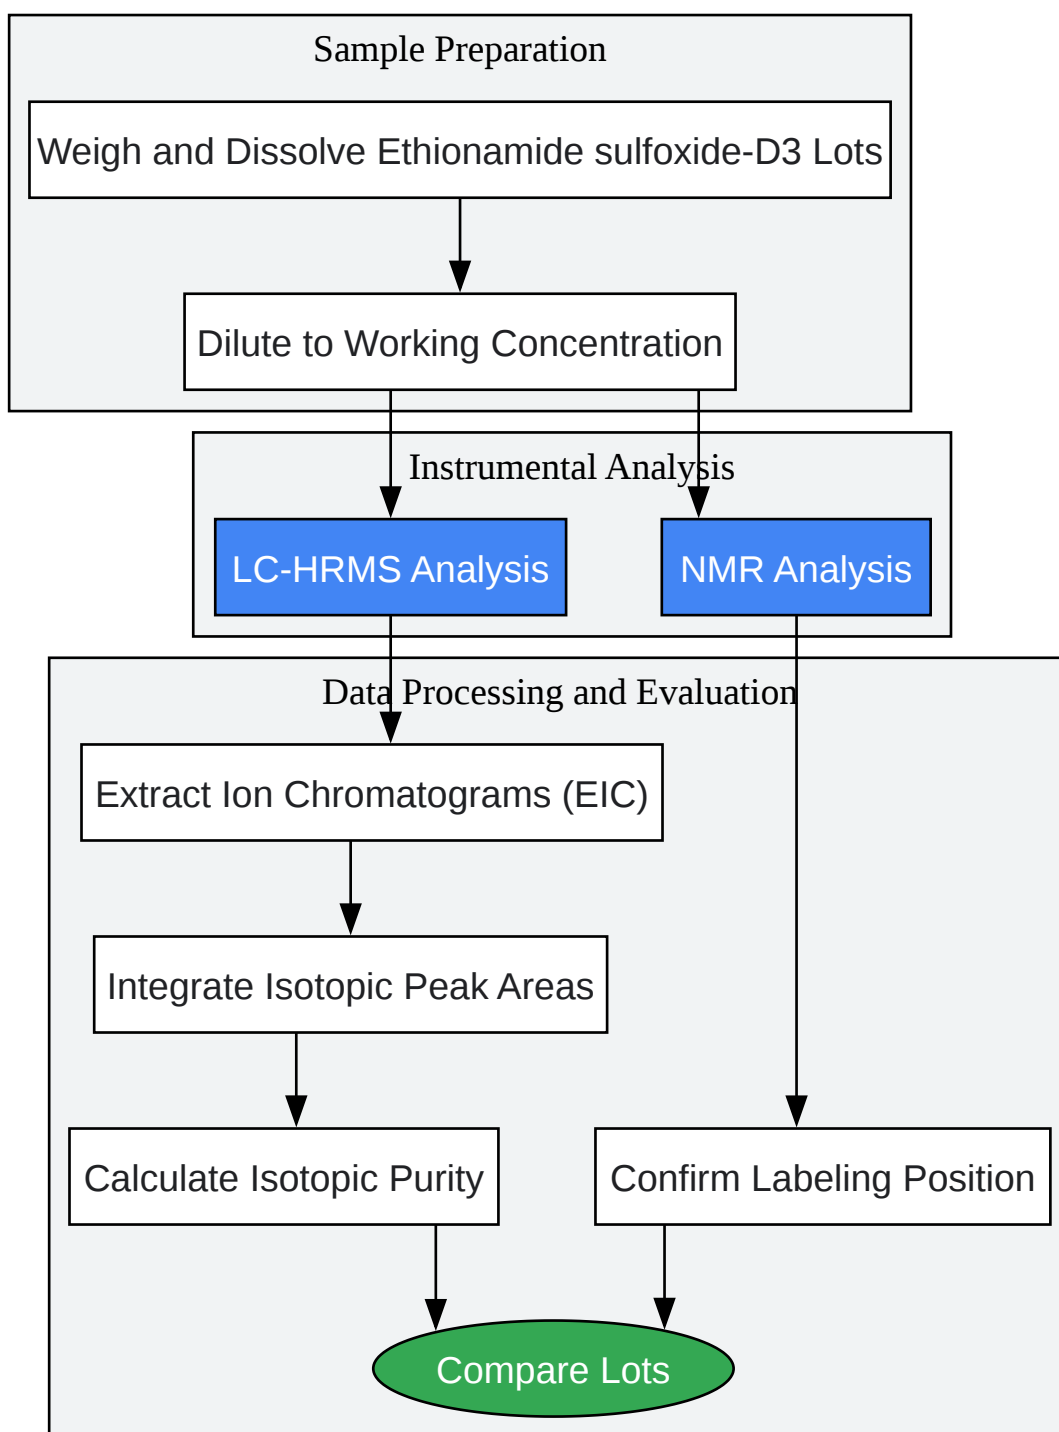 Sample Preparation
Weigh and Dissolve Ethionamide sulfoxide-D3 Lots
Dilute to Working Concentration
Instrumental Analysis
LC-HRMS Analysis
NMR Analysis
Data Processing and Evaluation
Extract Ion Chromatograms (EIC)
Integrate Isotopic Peak Areas
Calculate Isotopic Purity
Confirm Labeling Position
Compare Lots